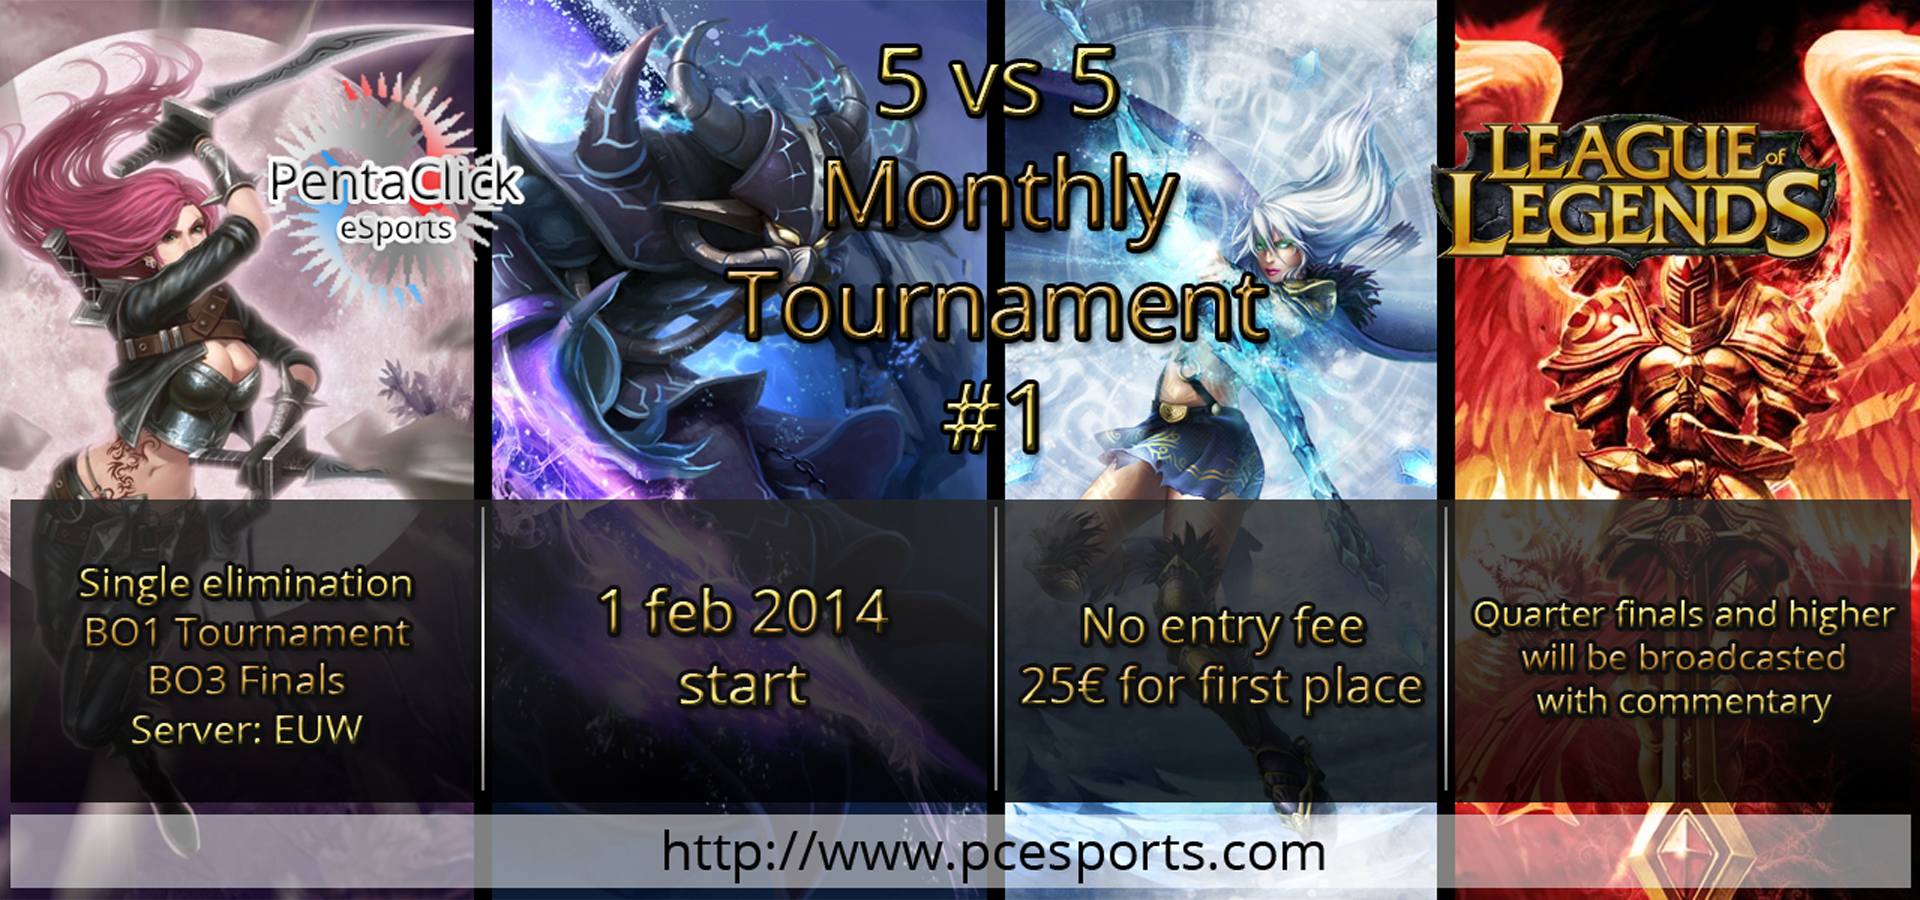 PentaClick
eSports
5 vs 5
Monthly
Tournament
#1
LEAGUE of
LEGENDS
Single elimination
BO1 Tournament
BO3 Finals
Server: EUW
1 feb 2014
start
No entry fee
25€ for first place
Quarter finals and higher
will be broadcasted
with commentary
http://www.pcesports.com